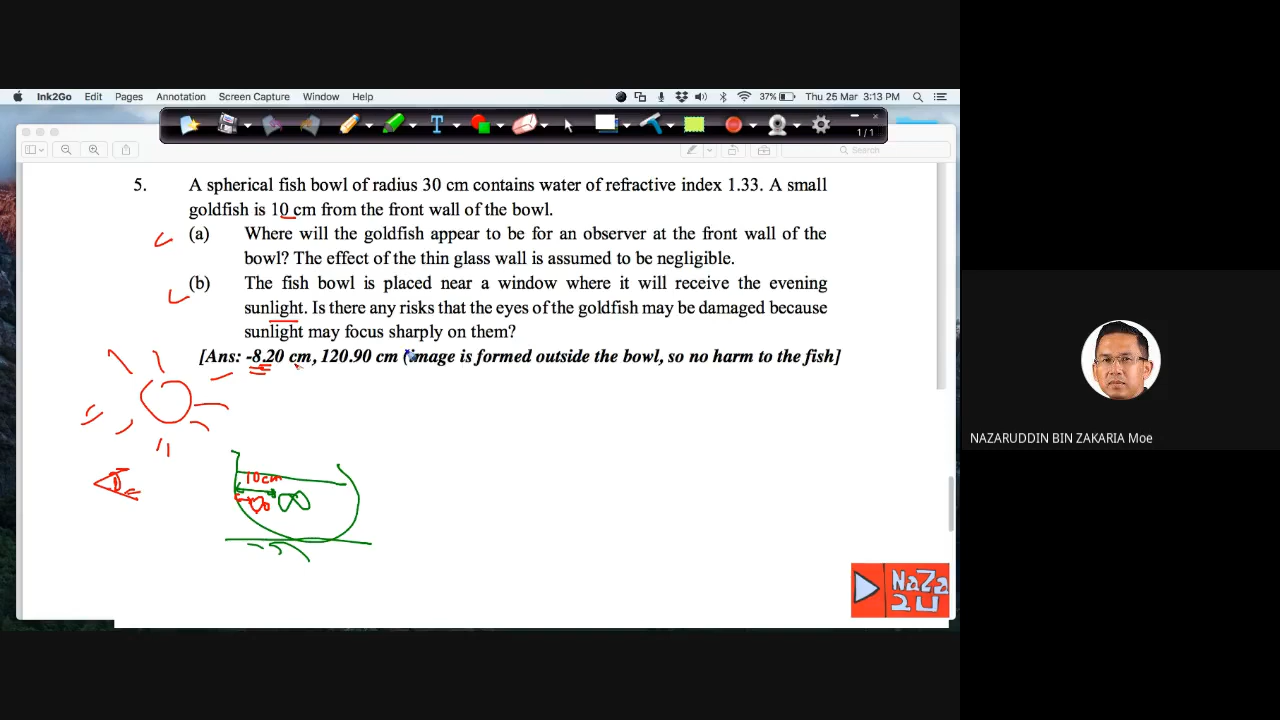 Ink2Go Edit Pages Annotation Screen Capture Window Help 37% Thu 25 Mar 3:13 PM
T
1 / 1
Search
5. A spherical fish bowl of radius 30 cm contains water of refractive index 1.33. A small
goldfish is 10 cm from the front wall of the bowl.
(a) Where will the goldfish appear to be for an observer at the front wall of the
bowl? The effect of the thin glass wall is assumed to be negligible.
(b) The fish bowl is placed near a window where it will receive the evening
sunlight. Is there any risks that the eyes of the goldfish may be damaged because
sunlight may focus sharply on them?
[Ans: -8.20 cm, 120.90 cm (image is formed outside the bowl, so no harm to the fish]
10cm
NAZARUDDIN BIN ZAKARIA Moe
NaZa
2U